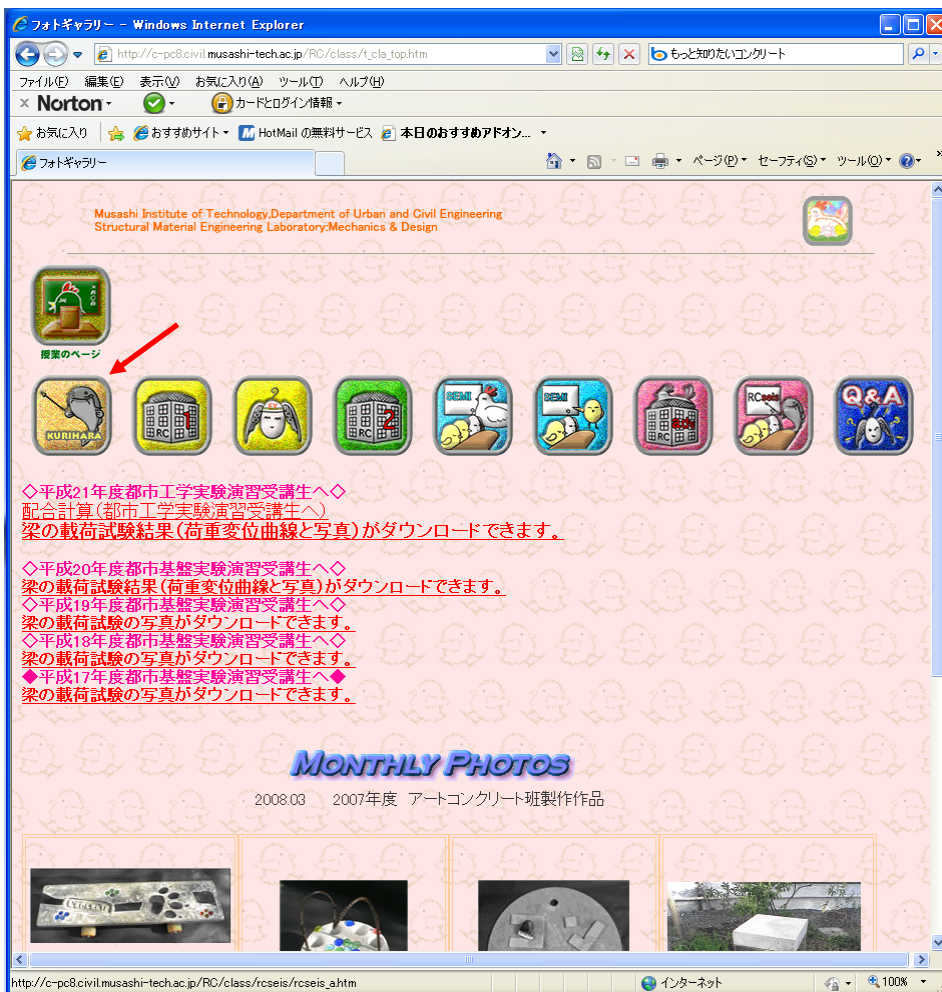 フォトギャラリー - Windows Internet Explorer
http://c-pc8.civil.musashi-tech.ac.jp/RC/class/t_cla_top.htm
もっと知りたいコンクリート
ファイル(F) 編集(E) 表示(V) お気に入り(A) ツール(T) ヘルプ(H)
× Norton カードとログイン情報
お気に入り おすすめサイト HotMail の無料サービス 本日のおすすめアドオン...
フォトギャラリー ページ(P) セーフティ(S) ツール(O) »
Musashi Institute of Technology,Department of Urban and Civil Engineering
Structural Material Engineering Laboratory:Mechanics & Design
授業のページ
KURIHARA RC 1 RC 2 SEMI SEMI RC RCseis Q&A
◇平成21年度都市工学実験演習受講生へ◇
配合計算(都市工学実験演習受講生へ)
梁の載荷試験結果(荷重変位曲線と写真)がダウンロードできます。
◇平成20年度都市基盤実験演習受講生へ◇
梁の載荷試験結果(荷重変位曲線と写真)がダウンロードできます。
◇平成19年度都市基盤実験演習受講生へ◇
梁の載荷試験の写真がダウンロードできます。
◇平成18年度都市基盤実験演習受講生へ◇
梁の載荷試験の写真がダウンロードできます。
◆平成17年度都市基盤実験演習受講生へ◆
梁の載荷試験の写真がダウンロードできます。
MONTHLY PHOTOS
2008.03 2007年度 アートコンクリート班製作作品
http://c-pc8.civil.musashi-tech.ac.jp/RC/class/rcseis/rcseis_a.htm インターネット 100%